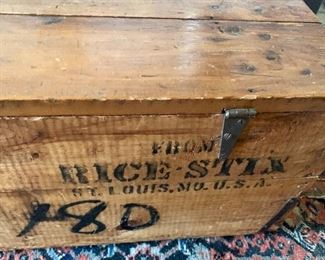 FROM
RICE-STIX
ST. LOUIS, MO. U.S.A.
18D